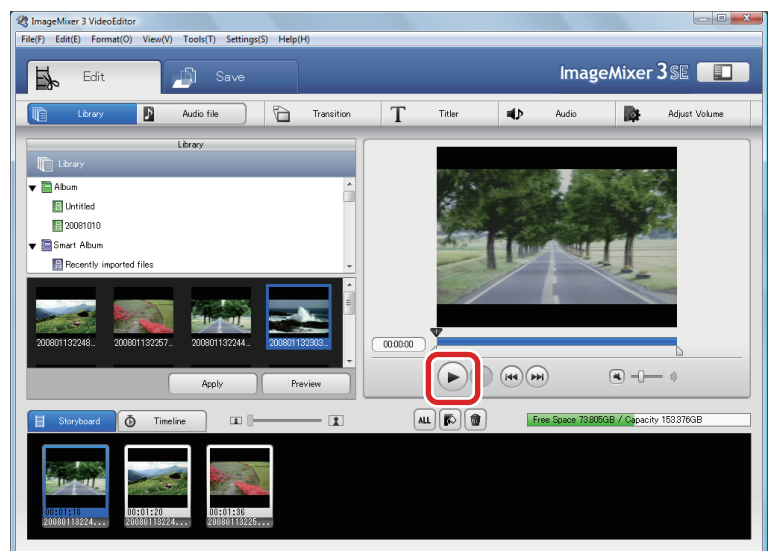 ImageMixer 3 VideoEditor
File(F) Edit(E) Format(O) View(V) Tools(T) Settings(S) Help(H)
Edit
Save
ImageMixer 3 SE
Library
Audio file
Transition
T Titler
Audio
Adjust Volume
Library
Library
Album
Untitled
20081010
Smart Album
Recently imported files
200801132248...
200801132257...
200801132244...
200801132303...
Apply
Preview
00:00:00
Storyboard
Timeline
ALL
Free Space 73.805GB / Capacity 153.376GB
00:01:10
20080113224...
00:01:20
20080113224...
00:01:36
20080113225...